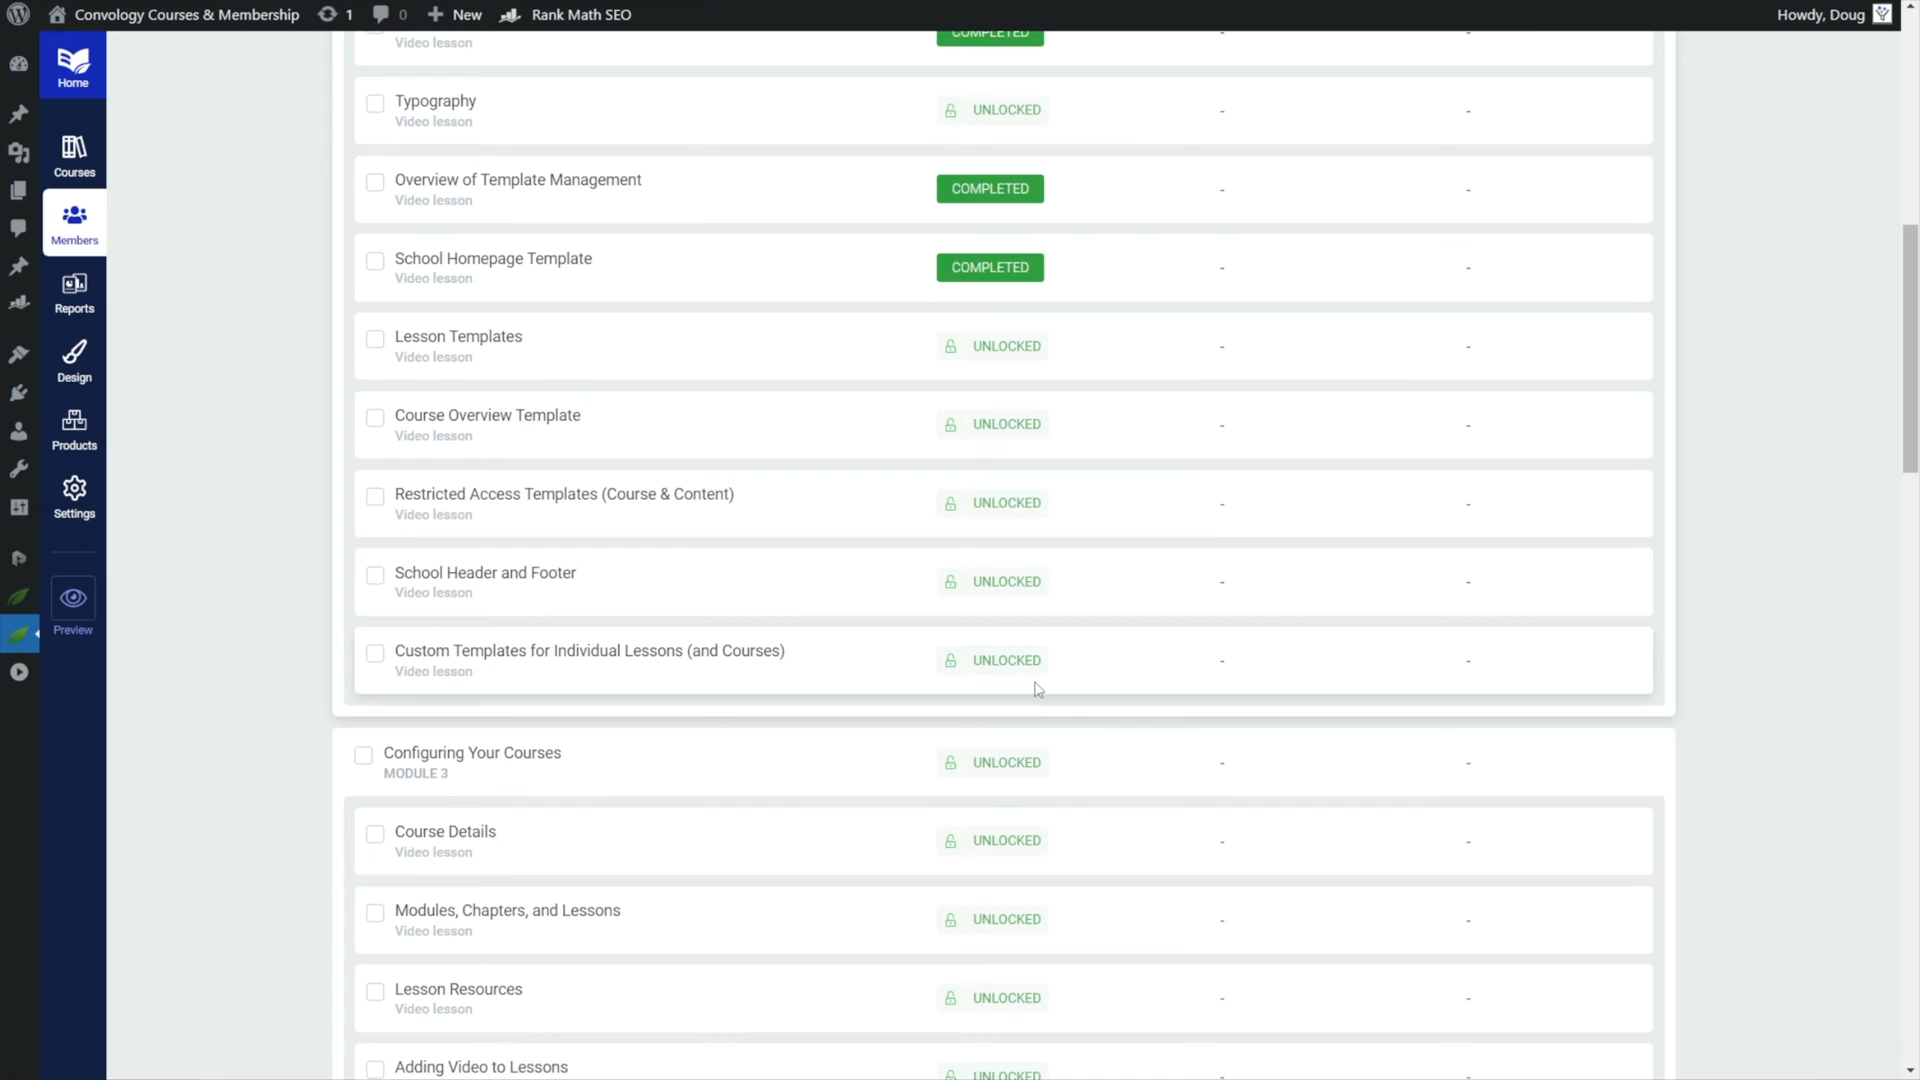 Convology Courses & Membership 1 0 New Rank Math SEO Howdy, Doug
Home
Courses
Members
Reports
Design
Products
Settings
Preview
Video lesson COMPLETED - -
Typography
Video lesson
UNLOCKED - -
Overview of Template Management
Video lesson
COMPLETED - -
School Homepage Template
Video lesson
COMPLETED - -
Lesson Templates
Video lesson
UNLOCKED - -
Course Overview Template
Video lesson
UNLOCKED - -
Restricted Access Templates (Course & Content)
Video lesson
UNLOCKED - -
School Header and Footer
Video lesson
UNLOCKED - -
Custom Templates for Individual Lessons (and Courses)
Video lesson
UNLOCKED - -
Configuring Your Courses
MODULE 3
UNLOCKED - -
Course Details
Video lesson
UNLOCKED - -
Modules, Chapters, and Lessons
Video lesson
UNLOCKED - -
Lesson Resources
Video lesson
UNLOCKED - -
Adding Video to Lessons
UNLOCKED - -